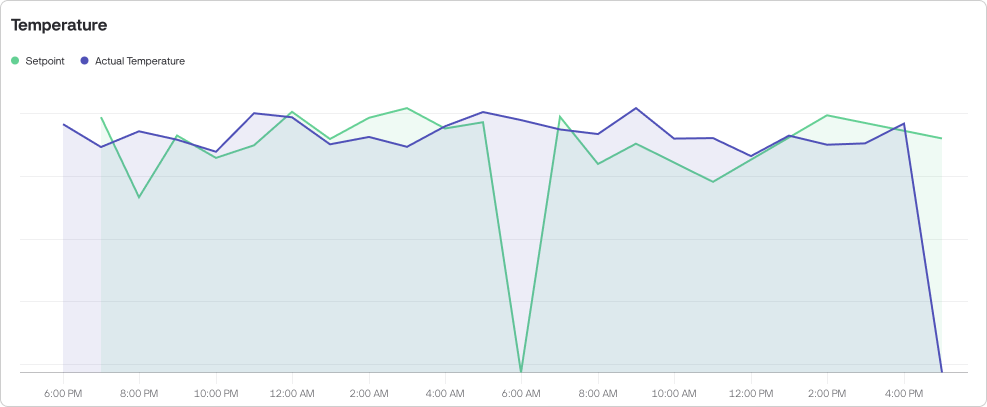 Temperature
Setpoint Actual Temperature
6:00 PM 8:00 PM 10:00 PM 12:00 AM 2:00 AM 4:00 AM 6:00 AM 8:00 AM 10:00 AM 12:00 PM 2:00 PM 4:00 PM